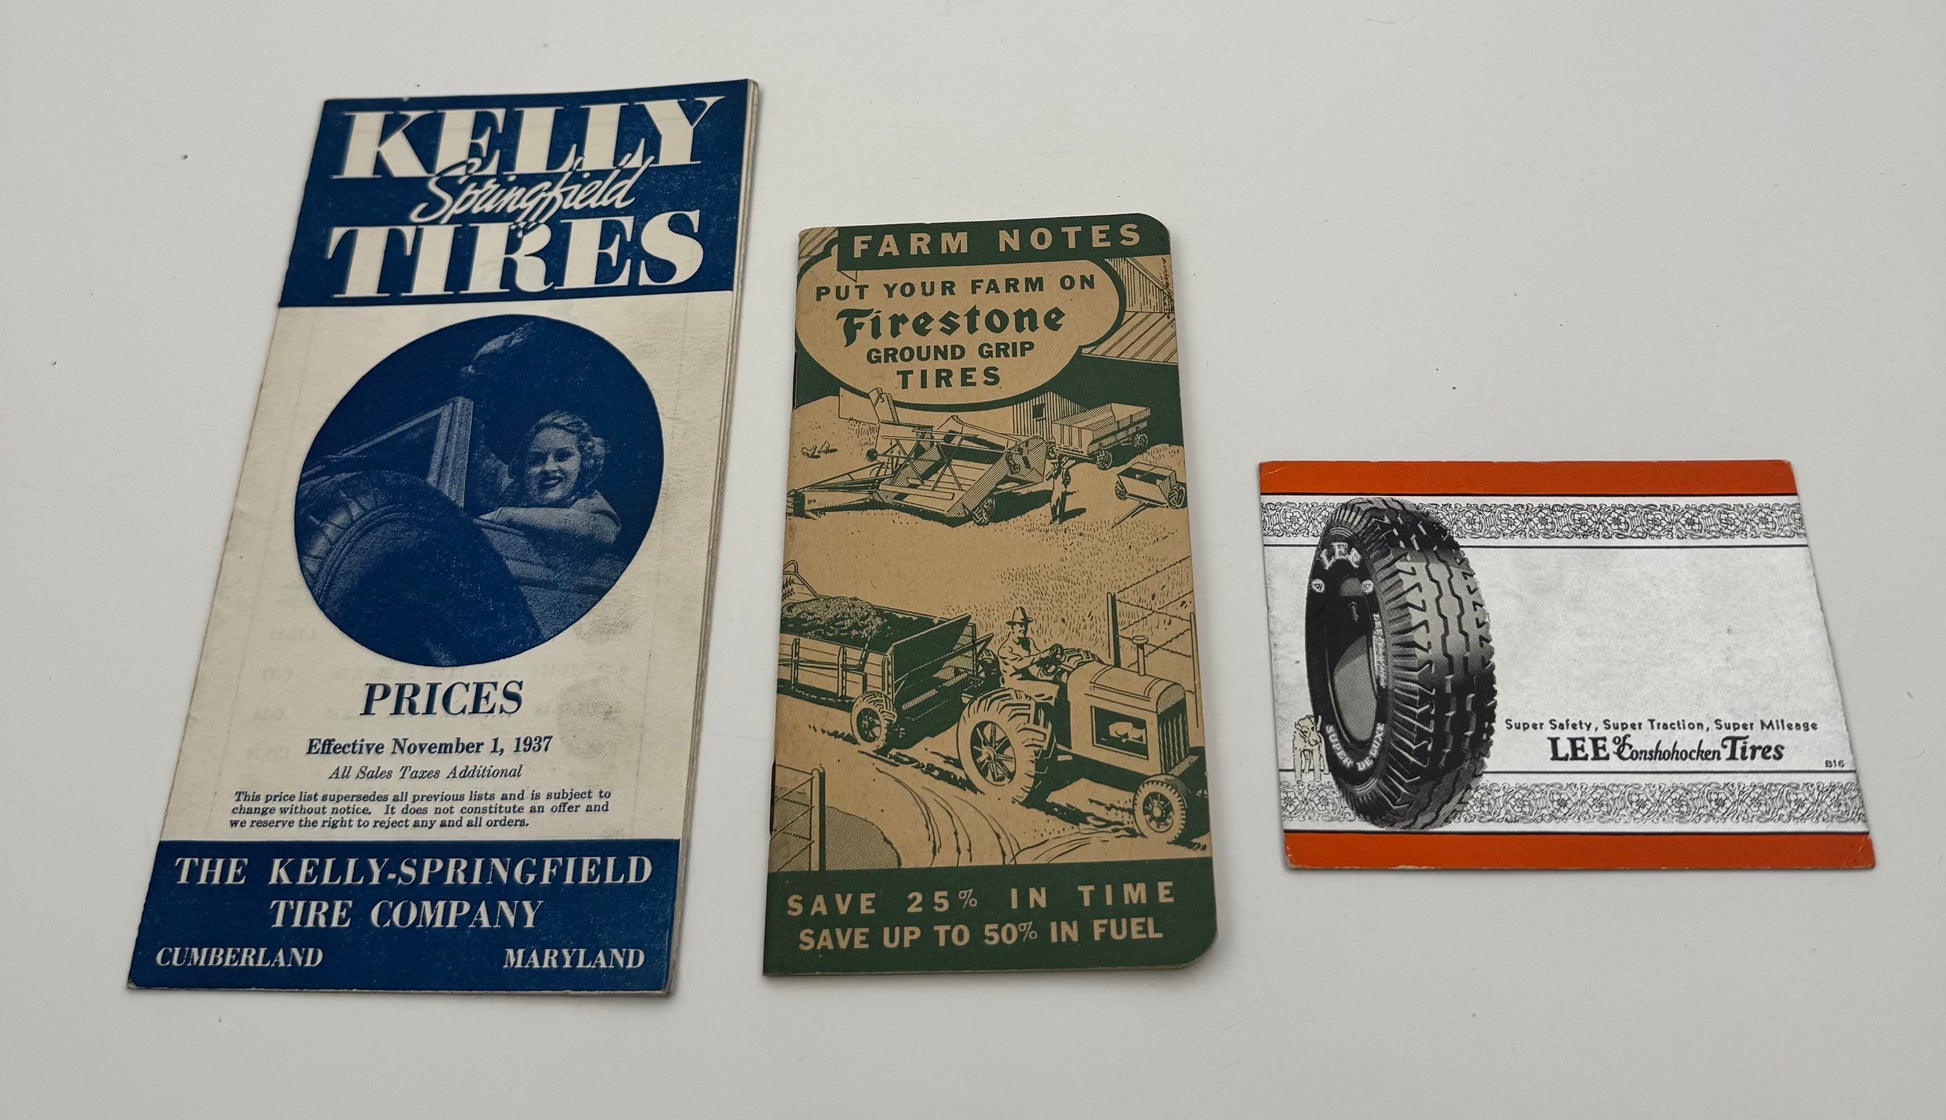 KELLY
Springfield
TIRES
PRICES
Effective November 1, 1937
All Sales Taxes Additional
This price list supersedes all previous lists and is subject to
change without notice. It does not constitute an offer and
we reserve the right to reject any and all orders.
THE KELLY-SPRINGFIELD
TIRE COMPANY
CUMBERLAND MARYLAND
FARM NOTES
PUT YOUR FARM ON
Firestone
GROUND GRIP
TIRES
SAVE 25% IN TIME
SAVE UP TO 50% IN FUEL
LEE
SUPER DELUXE
Super Safety, Super Traction, Super Mileage
LEE of Conshohocken Tires
B16